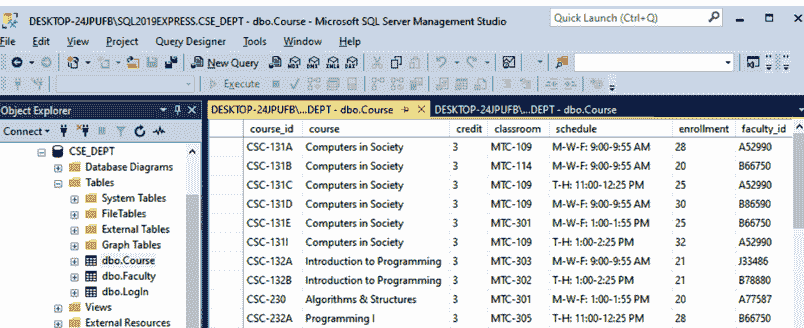 DESKTOP-24JPUFB\SQL2019EXPRESS.CSE_DEPT - dbo.Course - Microsoft SQL Server Management Studio
Quick Launch (Ctrl+Q)
File Edit View Project Query Designer Tools Window Help
New Query
Execute
Object Explorer
DESKTOP-24JPUFB\...DEPT - dbo.Course
DESKTOP-24JPUFB\...DEPT - dbo.Course
Connect
course_id course credit classroom schedule enrollment faculty_id
CSE_DEPT
Database Diagrams
Tables
System Tables
FileTables
External Tables
Graph Tables
dbo.Course
dbo.Faculty
dbo.LogIn
Views
External Resources
CSC-131A Computers in Society 3 MTC-109 M-W-F: 9:00-9:55 AM 28 A52990
CSC-131B Computers in Society 3 MTC-114 M-W-F: 9:00-9:55 AM 20 B66750
CSC-131C Computers in Society 3 MTC-109 T-H: 11:00-12:25 PM 25 A52990
CSC-131D Computers in Society 3 MTC-109 M-W-F: 9:00-9:55 AM 30 B86590
CSC-131E Computers in Society 3 MTC-301 M-W-F: 1:00-1:55 PM 25 B66750
CSC-131I Computers in Society 3 MTC-109 T-H: 1:00-2:25 PM 32 A52990
CSC-132A Introduction to Programming 3 MTC-303 M-W-F: 9:00-9:55 AM 21 J33486
CSC-132B Introduction to Programming 3 MTC-302 T-H: 1:00-2:25 PM 21 B78880
CSC-230 Algorithms & Structures 3 MTC-301 M-W-F: 1:00-1:55 PM 20 A77587
CSC-232A Programming I 3 MTC-305 T-H: 11:00-12:25 PM 28 B66750